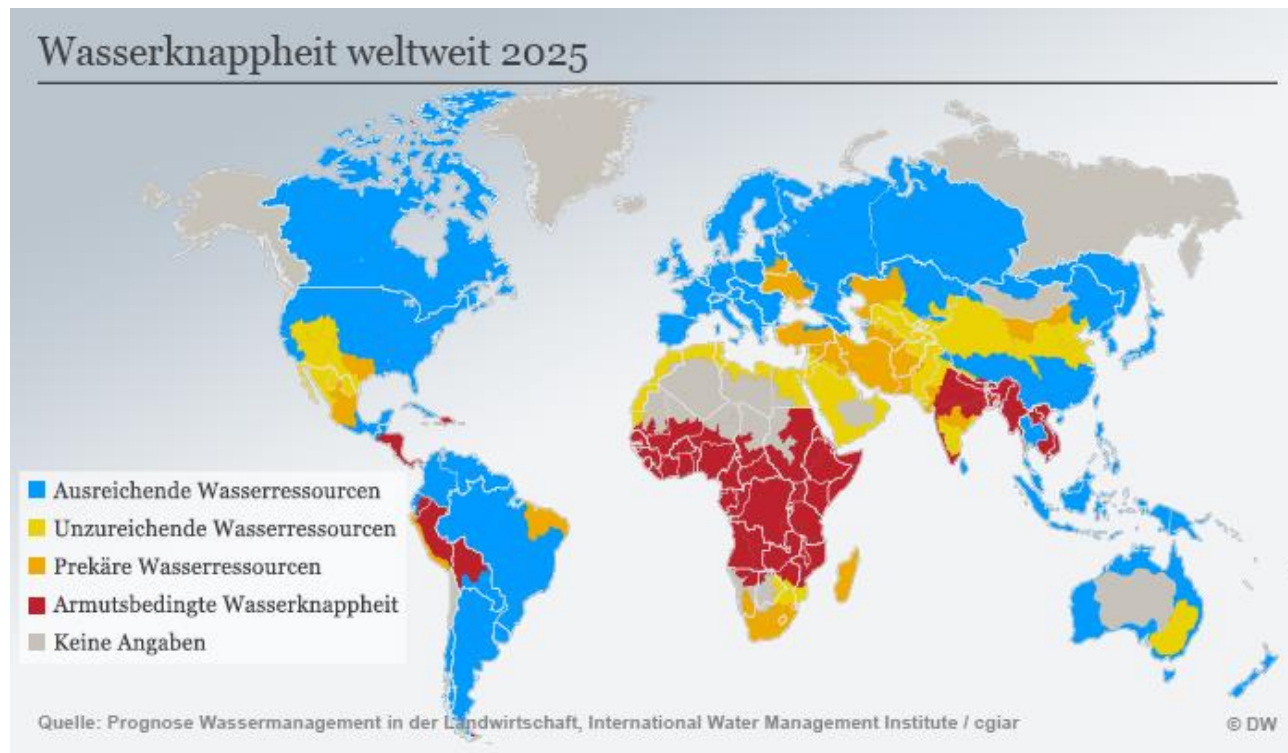 Wasserknappheit weltweit 2025
Ausreichende Wasserressourcen
Unzureichende Wasserressourcen
Prekäre Wasserressourcen
Armutsbedingte Wasserknappheit
Keine Angaben
Quelle: Prognose Wassermanagement in der Landwirtschaft, International Water Management Institute / cgiar
© DW